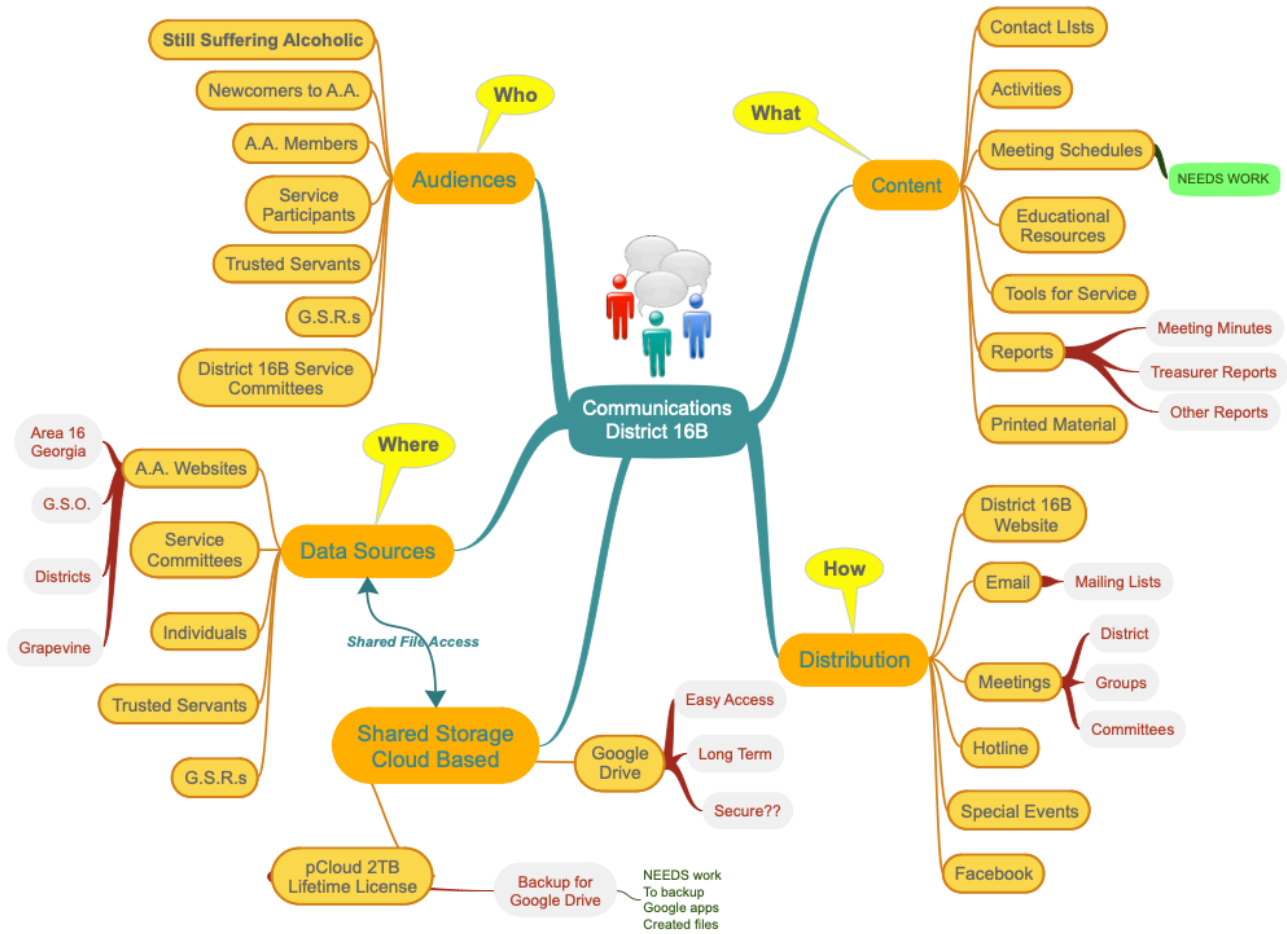 Communications
District 16B
Who
Audiences
Still Suffering Alcoholic
Newcomers to A.A.
A.A. Members
Service
Participants
Trusted Servants
G.S.R.s
District 16B Service
Committees
What
Content
Contact LIsts
Activities
Meeting Schedules
NEEDS WORK
Educational
Resources
Tools for Service
Reports
Meeting Minutes
Treasurer Reports
Other Reports
Printed Material
Where
Data Sources
A.A. Websites
Area 16
Georgia
G.S.O.
Districts
Grapevine
Service
Committees
Individuals
Trusted Servants
G.S.R.s
Shared File Access
Shared Storage
Cloud Based
Google
Drive
Easy Access
Long Term
Secure??
pCloud 2TB
Lifetime License
Backup for
Google Drive
NEEDS work
To backup
Google apps
Created files
How
Distribution
District 16B
Website
Email
Mailing Lists
Meetings
District
Groups
Committees
Hotline
Special Events
Facebook